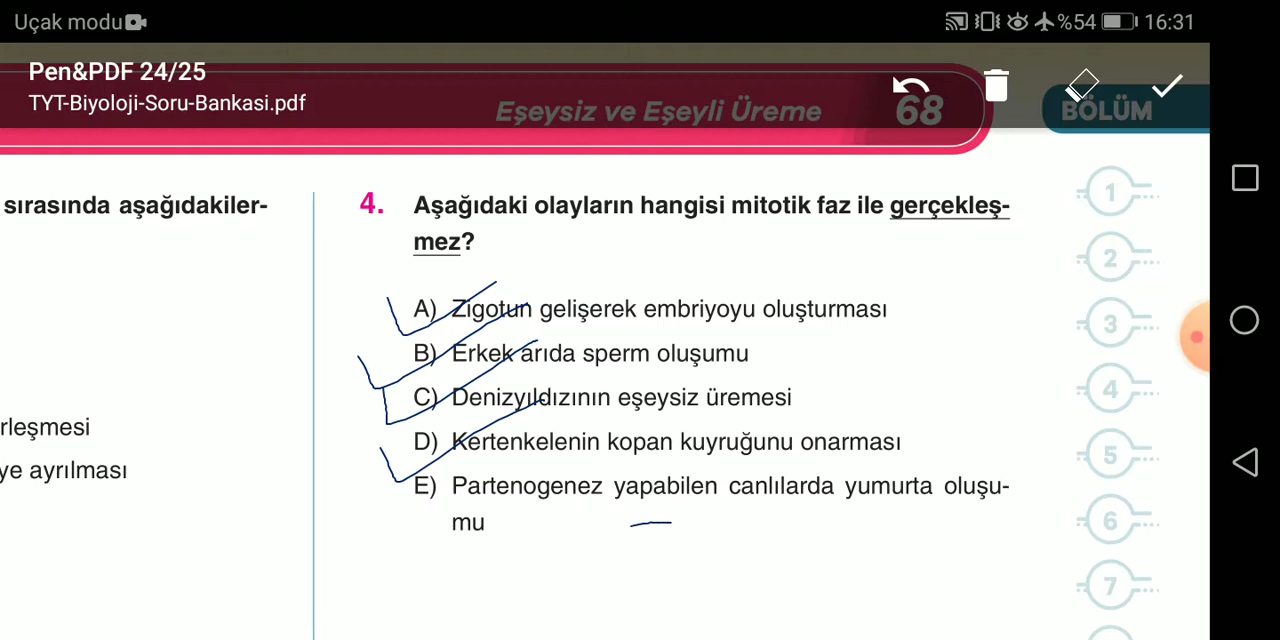 Uçak modu
%54 16:31
Pen&PDF 24/25
TYT-Biyoloji-Soru-Bankasi.pdf
Eşeysiz ve Eşeyli Üreme 68 BÖLÜM
sırasında aşağıdakiler-
rleşmesi
ye ayrılması
4. Aşağıdaki olayların hangisi mitotik faz ile gerçekleş-
mez?
A) Zigotun gelişerek embriyoyu oluşturması
B) Erkek arıda sperm oluşumu
C) Denizyıldızının eşeysiz üremesi
D) Kertenkelenin kopan kuyruğunu onarması
E) Partenogenez yapabilen canlılarda yumurta oluşu-
mu
1
2
3
4
5
6
7